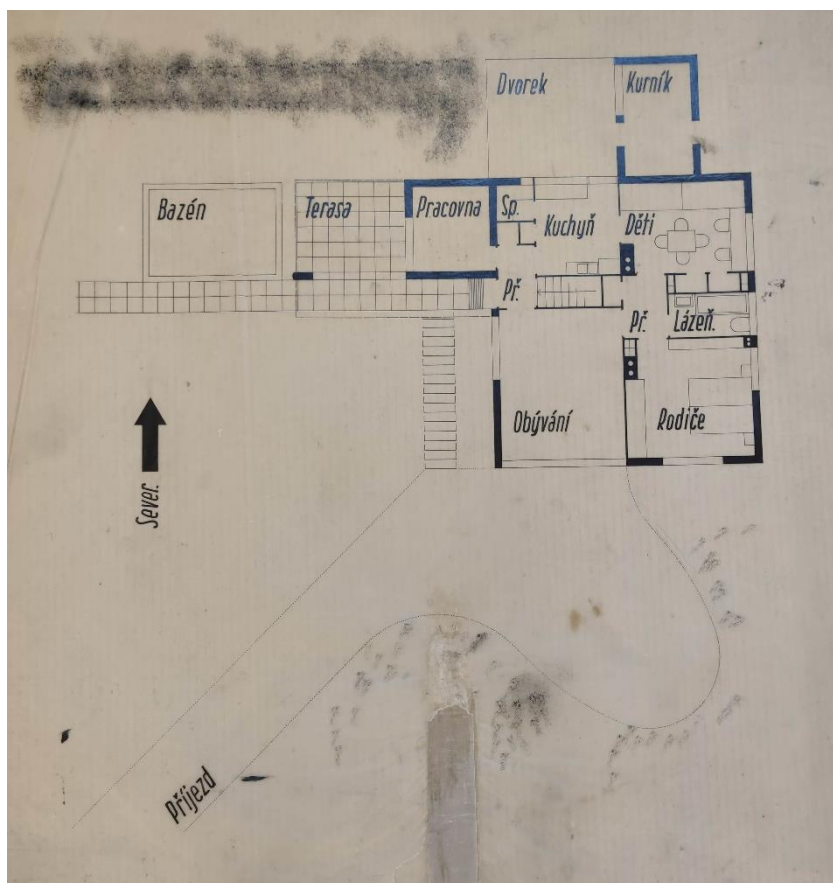 Dvorek
Kurník
Bazén
Terasa
Pracovna
Sp.
Kuchyň
Děti
Př.
Př.
Lázeň.
Obývání
Rodiče
Sever.
Příjezd